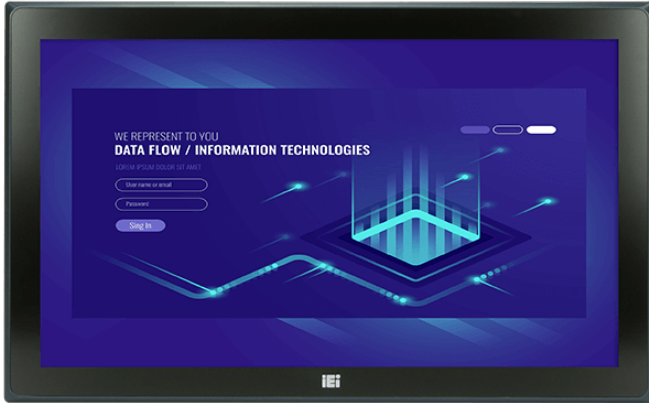 WE REPRESENT TO YOU
DATA FLOW / INFORMATION TECHNOLOGIES
LOREM IPSUM DOLOR SIT AMET
User name or email
Password
Sing In
iEi